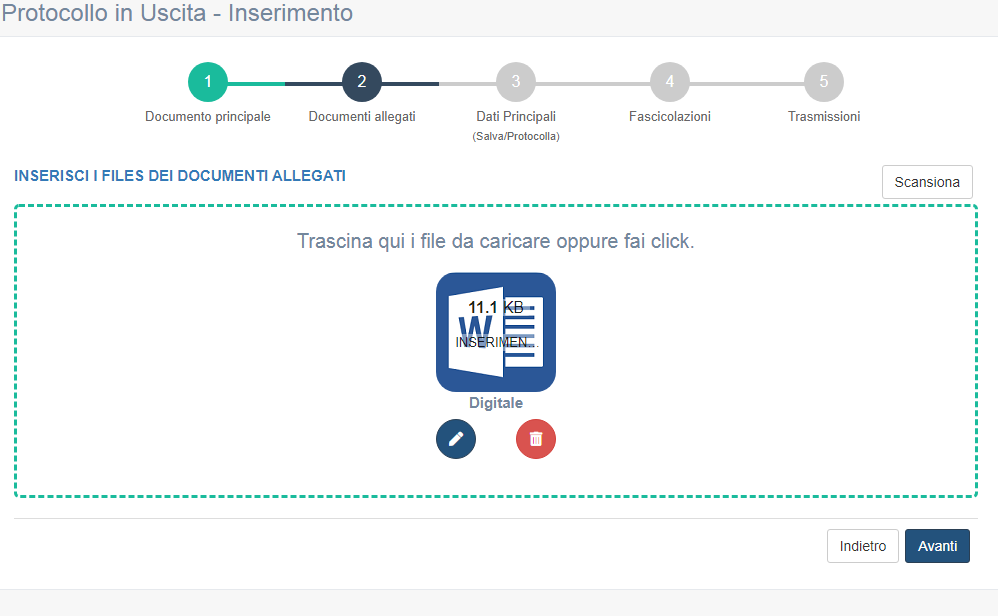 Protocollo in Uscita - Inserimento
1 2 3 4 5
Documento principale Documenti allegati Dati Principali Fascicolazioni Trasmissioni
(Salva/Protocolla)
INSERISCI I FILES DEI DOCUMENTI ALLEGATI
Scansiona
Trascina qui i file da caricare oppure fai click.
11.1 KB
W
INSERIMEN...
Digitale
Indietro Avanti